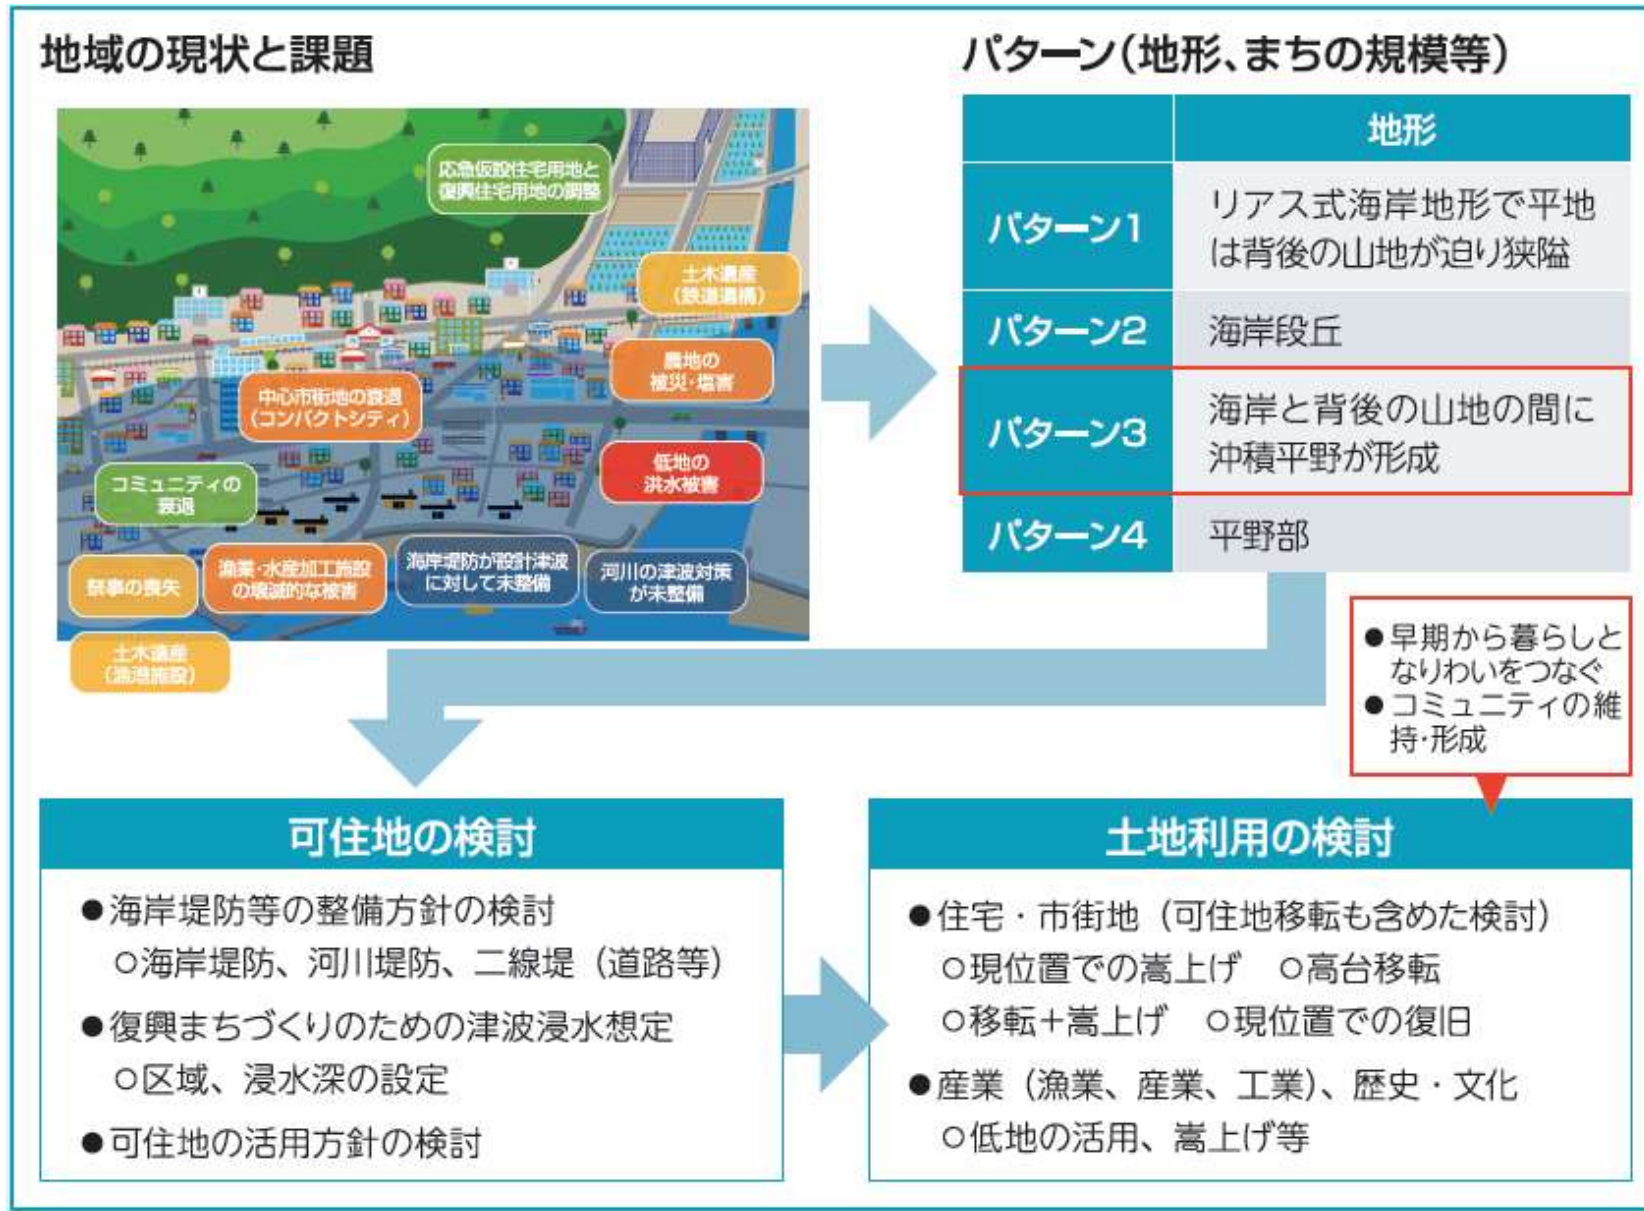 地域の現状と課題
応急仮設住宅用地と
復興住宅用地の調整
土木遺産
(鉄道遺構)
農地の
被災・塩害
中心市街地の衰退
(コンパクトシティ)
低地の
洪水被害
コミュニティの
衰退
祭事の喪失
漁業・水産加工施設
の壊滅的な被害
海岸堤防が設計津波
に対して未整備
河川の津波対策
が未整備
土木遺産
(漁港施設)
パターン(地形、まちの規模等)
地形
パターン1
リアス式海岸地形で平地
は背後の山地が迫り狭隘
パターン2
海岸段丘
パターン3
海岸と背後の山地の間に
沖積平野が形成
パターン4
平野部
●早期から暮らしと
なりわいをつなぐ
●コミュニティの維
持・形成
可住地の検討
●海岸堤防等の整備方針の検討
○海岸堤防、河川堤防、二線堤(道路等)
●復興まちづくりのための津波浸水想定
○区域、浸水深の設定
●可住地の活用方針の検討
土地利用の検討
●住宅・市街地(可住地移転も含めた検討)
○現位置での嵩上げ ○高台移転
○移転+嵩上げ ○現位置での復旧
●産業(漁業、産業、工業)、歴史・文化
○低地の活用、嵩上げ等